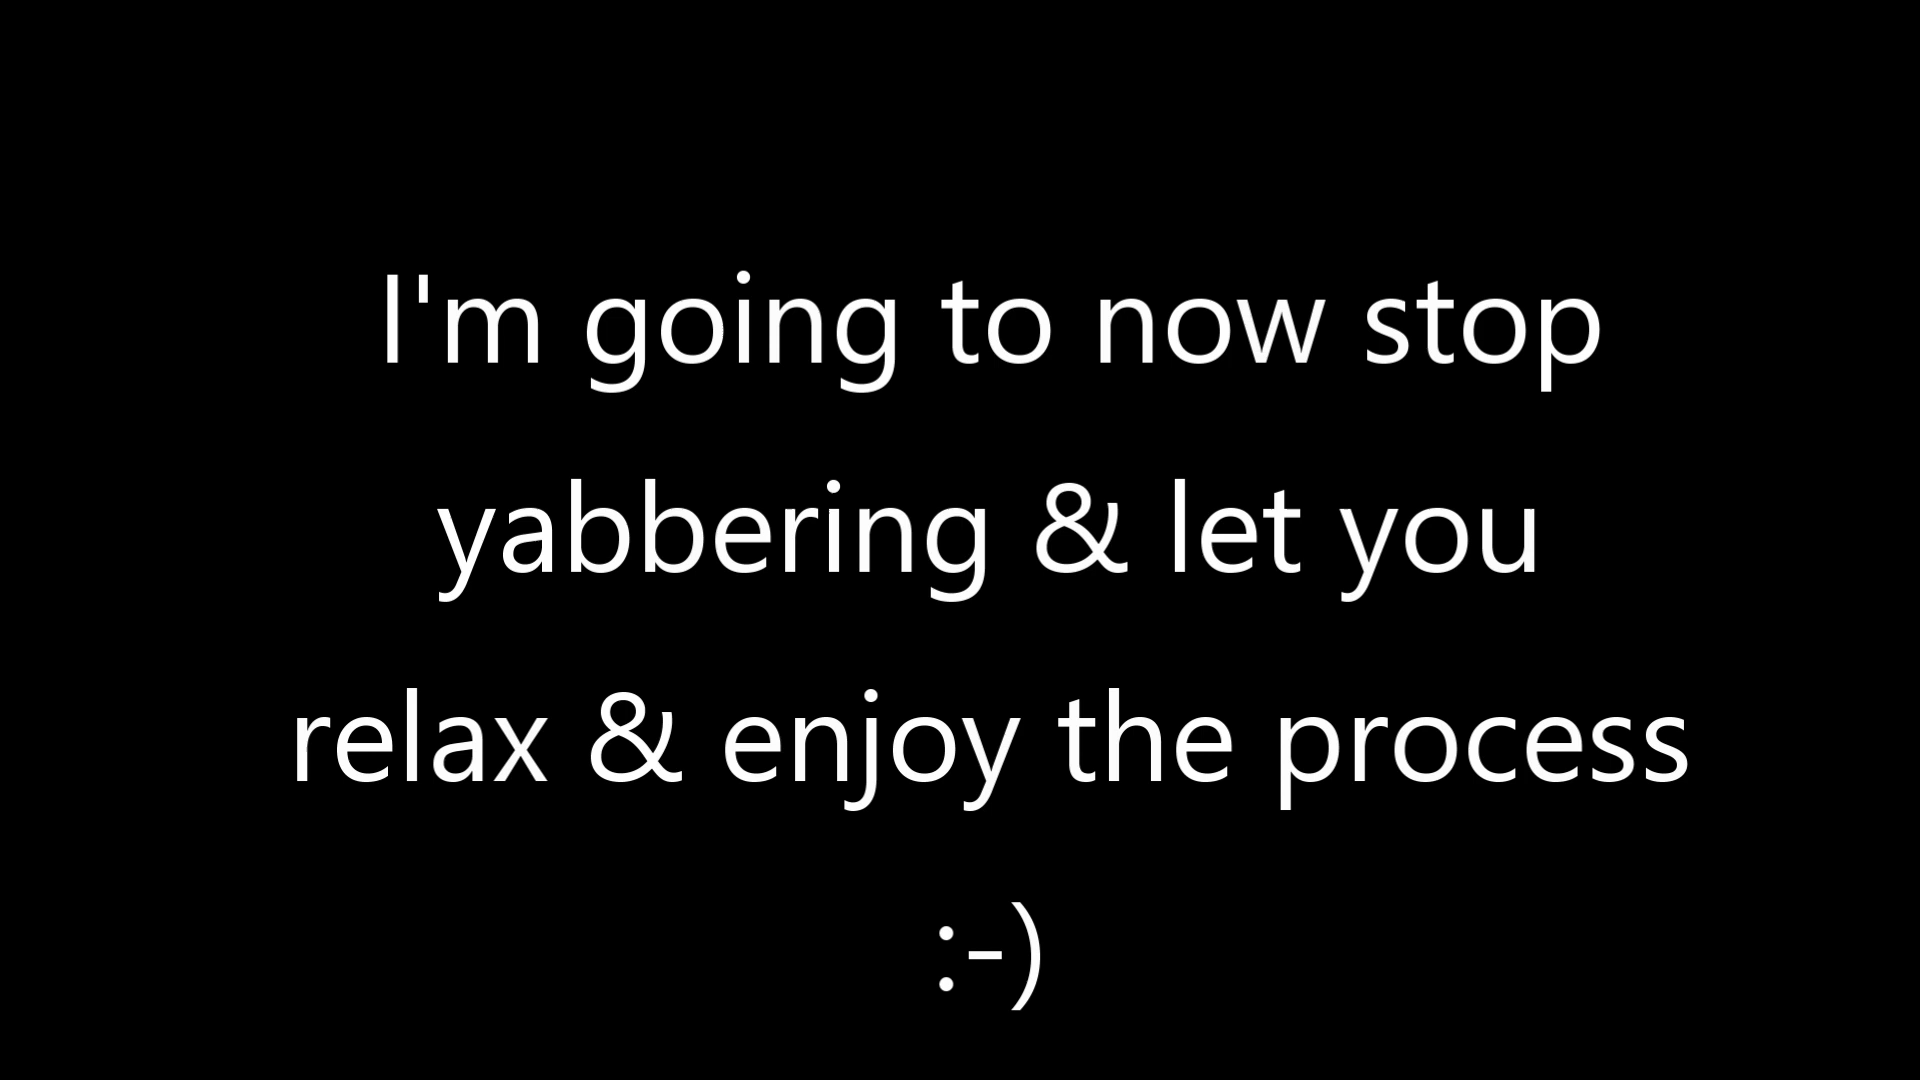 I'm going to now stop
yabbering & let you
relax & enjoy the process
:-)